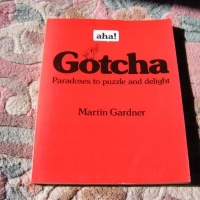 aha!
Gotcha
Paradoxes to puzzle and delight
Martin Gardner